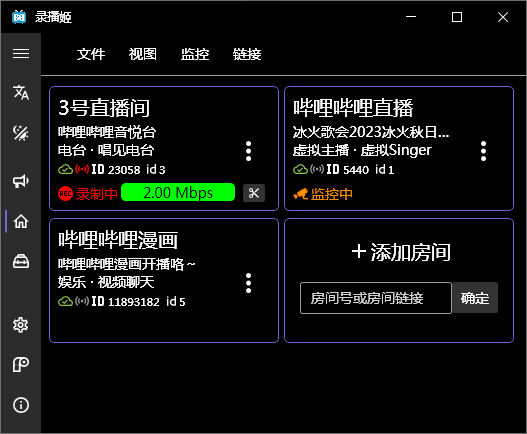 录播姬
文件 视图 监控 链接
3号直播间
哔哩哔哩音悦台
电台 · 唱见电台
ID 23058 id 3
REC 录制中 2.00 Mbps
哔哩哔哩直播
冰火歌会2023冰火秋日...
虚拟主播 · 虚拟Singer
ID 5440 id 1
监控中
哔哩哔哩漫画
哔哩哔哩漫画开播咯～
娱乐 · 视频聊天
ID 11893182 id 5
＋添加房间
房间号或房间链接 确定